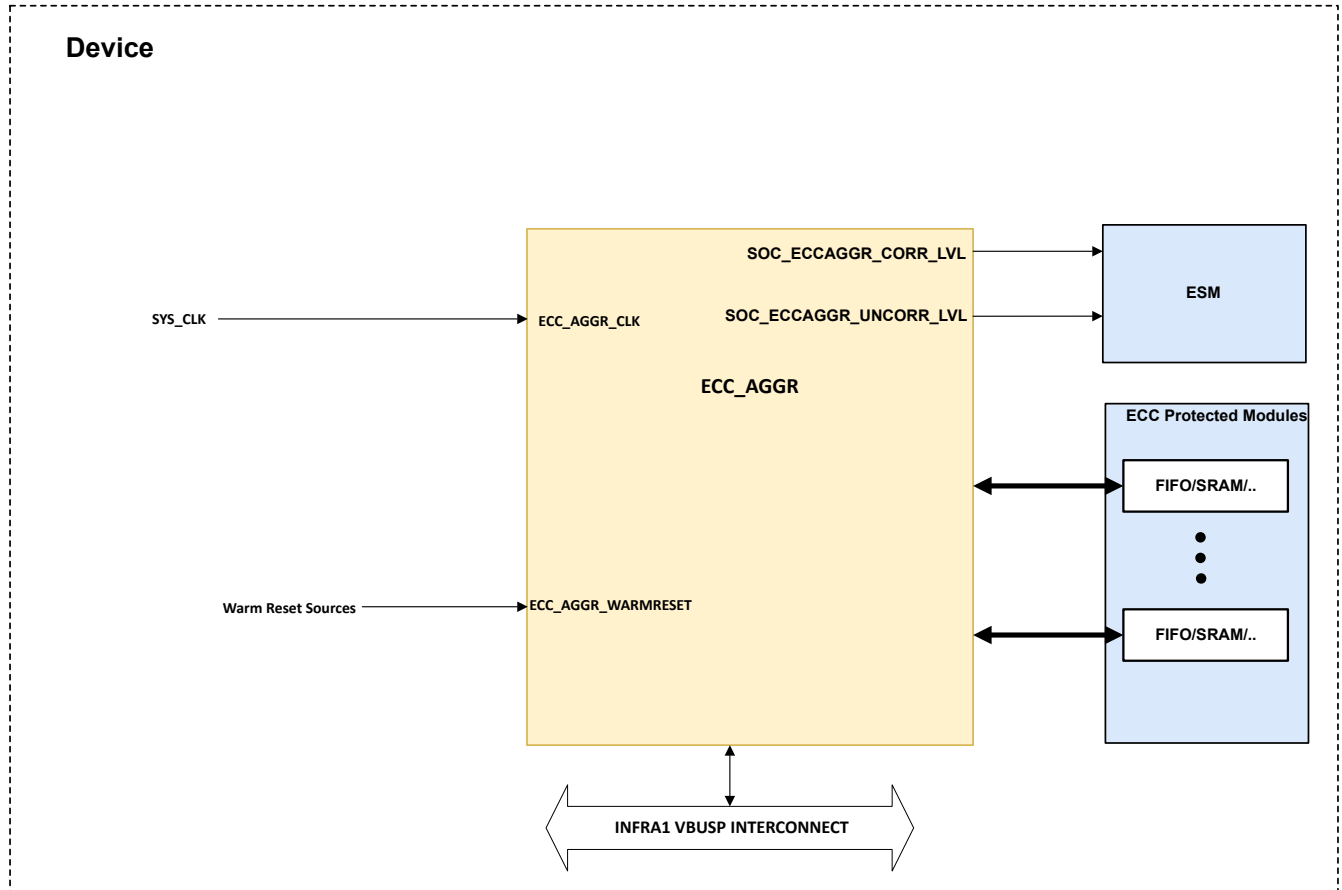 Device
SOC_ECCAGGR_CORR_LVL
ESM
SYS_CLK
ECC_AGGR_CLK
SOC_ECCAGGR_UNCORR_LVL
ECC_AGGR
ECC Protected Modules
FIFO/SRAM/..
Warm Reset Sources
ECC_AGGR_WARMRESET
FIFO/SRAM/..
INFRA1 VBUSP INTERCONNECT